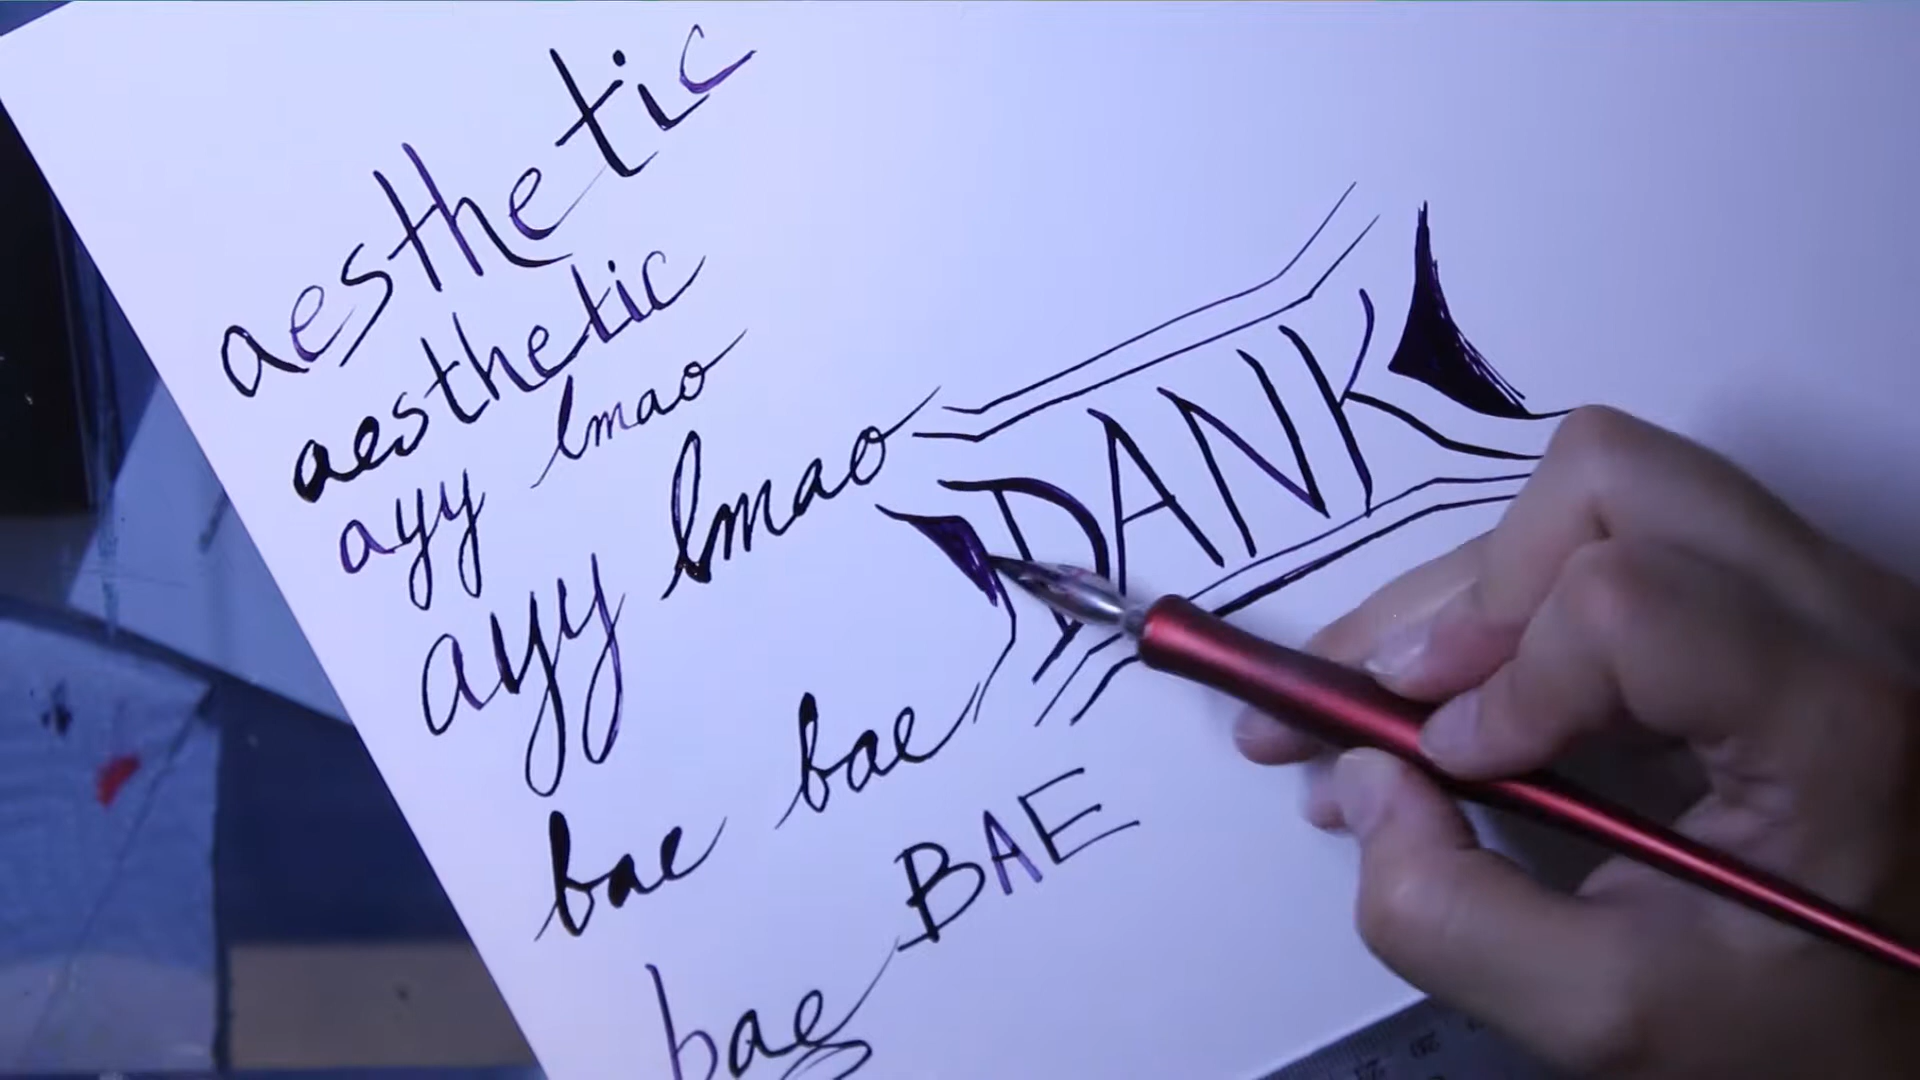 aesthetic
aesthetic
ayy lmao
ayy lmao
DANK
bae bae
BAE
bae